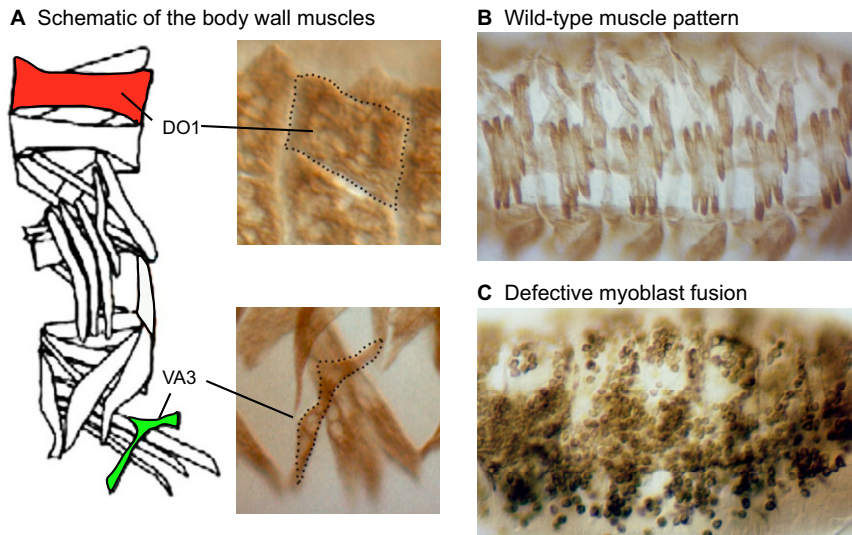 A Schematic of the body wall muscles
DO1
VA3
B Wild-type muscle pattern
C Defective myoblast fusion